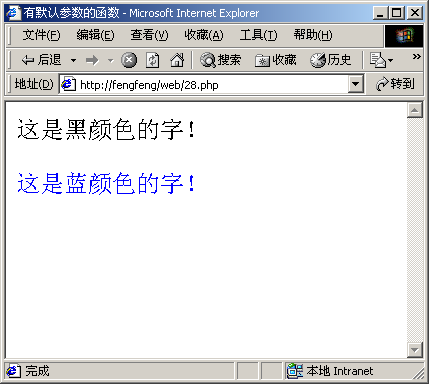 有默认参数的函数 - Microsoft Internet Explorer
文件(F) 编辑(E) 查看(V) 收藏(A) 工具(T) 帮助(H)
后退 搜索 收藏 历史 »
地址(D) http://fengfeng/web/28.php 转到
这是黑颜色的字！
这是蓝颜色的字！
完成 本地 Intranet